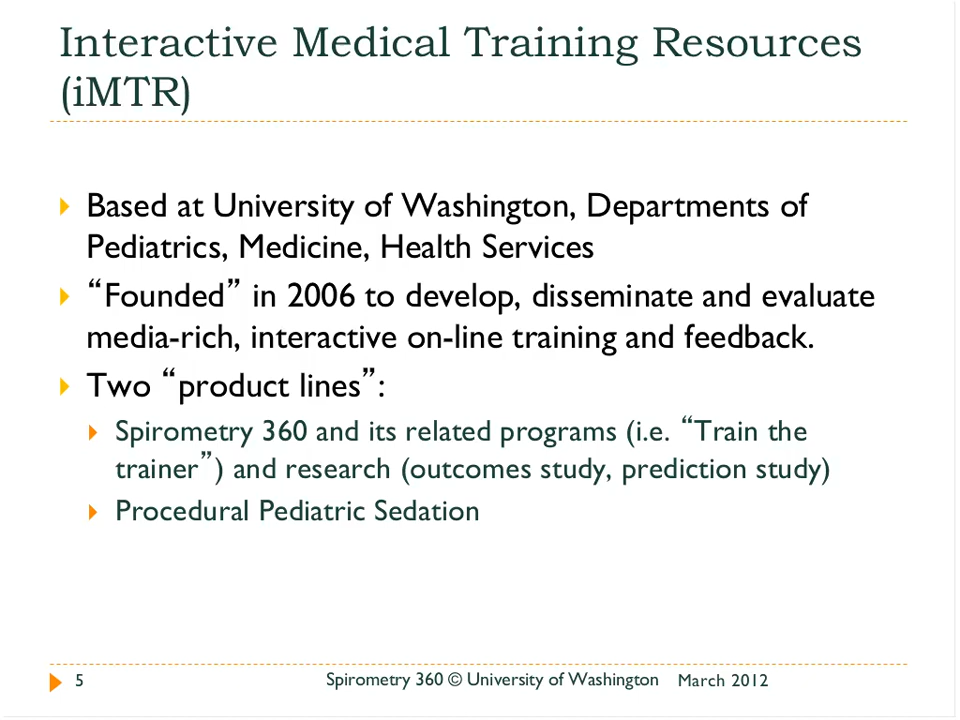 Interactive Medical Training Resources
(iMTR)
Based at University of Washington, Departments of
Pediatrics, Medicine, Health Services
“Founded” in 2006 to develop, disseminate and evaluate
media-rich, interactive on-line training and feedback.
Two “product lines”:
Spirometry 360 and its related programs (i.e. “Train the
trainer”) and research (outcomes study, prediction study)
Procedural Pediatric Sedation
5 Spirometry 360 © University of Washington March 2012